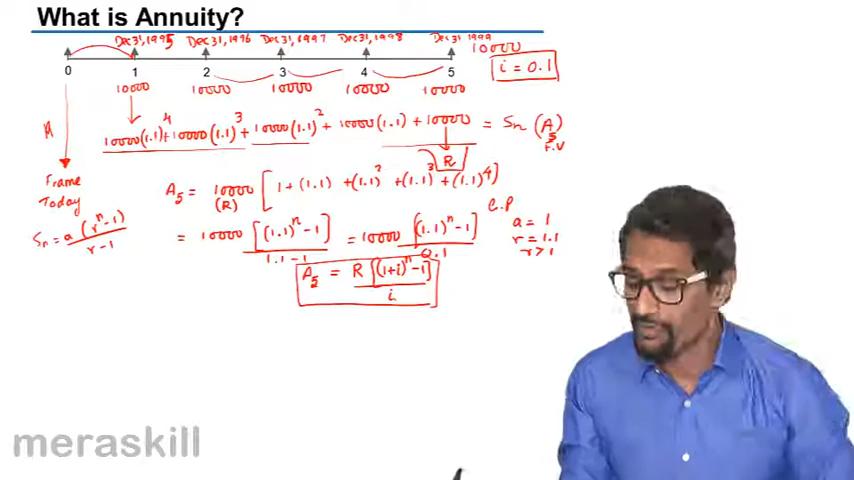 What is Annuity?
Dec 31, 1995 Dec 31, 1996 Dec 31, 1997 Dec 31, 1998 Dec 31 1999
10000
0 1 2 3 4 5
i = 0.1
10000 10000 10000 10000 10000
10000(1.1)^4 + 10000(1.1)^3 + 10000(1.1)^2 + 10000(1.1) + 10000 = Sn (A5)
F.V
R
Frame
Today
A5 = 10000 [1 + (1.1) + (1.1)^2 + (1.1)^3 + (1.1)^4]
(R)
Sn = a (r^n - 1) / r - 1
= 10000 [(1.1)^n - 1] / 1.1 - 1 = 10000 [(1.1)^n - 1] / 0.1
a = 1
r = 1.1
r > 1
A5 = R [(1+i)^n - 1] / i
meraskill